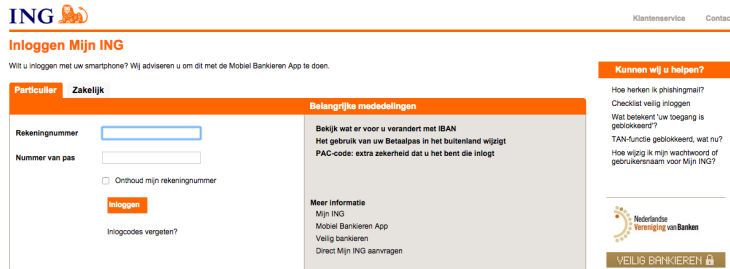 ING
Klantenservice Contac
Inloggen Mijn ING
Wilt u inloggen met uw smartphone? Wij adviseren u om dit met de Mobiel Bankieren App te doen.
Particulier Zakelijk
Belangrijke mededelingen
Rekeningnummer
Nummer van pas
Onthoud mijn rekeningnummer
Inloggen
Inlogcodes vergeten?
Bekijk wat er voor u verandert met IBAN
Het gebruik van uw Betaalpas in het buitenland wijzigt
PAC-code: extra zekerheid dat u het bent die inlogt
Meer informatie
Mijn ING
Mobiel Bankieren App
Veilig bankieren
Direct Mijn ING aanvragen
Kunnen wij u helpen?
Hoe herken ik phishingmail?
Checklist veilig inloggen
Wat betekent 'uw toegang is
geblokkeerd'?
TAN-functie geblokkeerd, wat nu?
Hoe wijzig ik mijn wachtwoord of
gebruikersnaam voor Mijn ING?
Nederlandse
Vereniging van Banken
VEILIG BANKIEREN